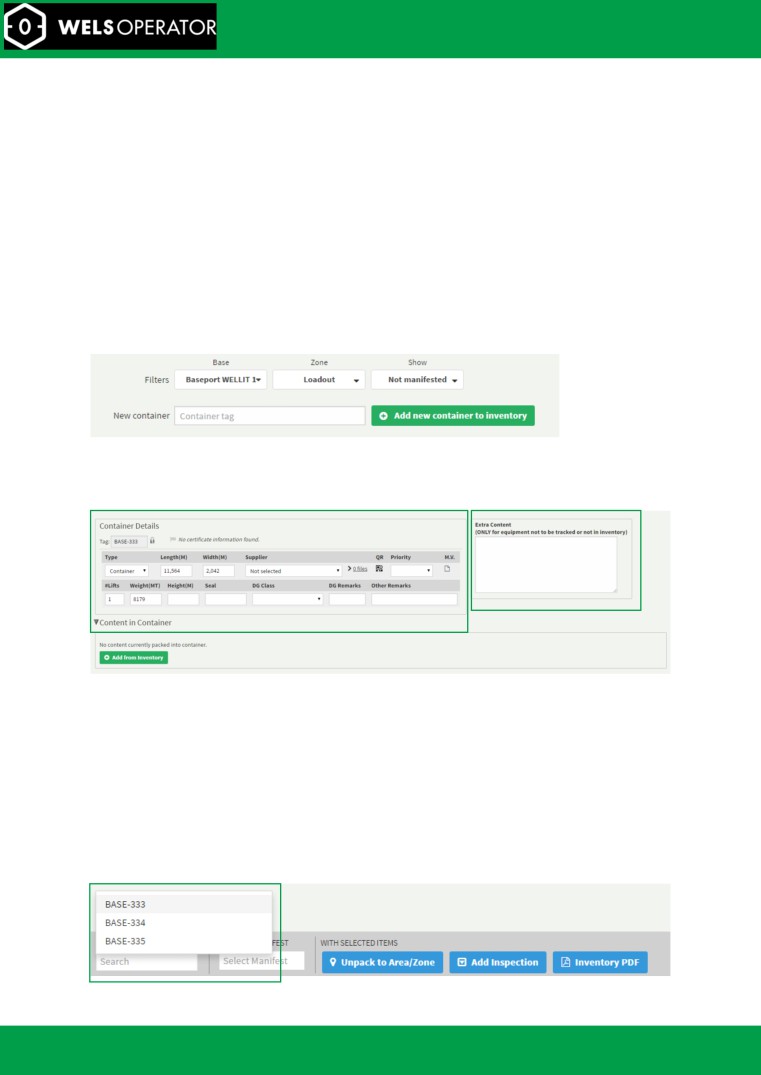 WELSOPERATOR
Base Zone Show
Filters Baseport WELLIT 1 Loadout Not manifested
New container Container tag Add new container to inventory
Container Details
Tag: BASE-333 No certificate information found.
Type Length(M) Width(M) Supplier QR Priority M.V.
Container 11,564 2,042 Not selected 0 files
#Lifts Weight(MT) Height(M) Seal DG Class DG Remarks Other Remarks
1 8179
Content in Container
No content currently packed into container.
Add from Inventory
Extra Content
(ONLY for equipment not to be tracked or not in inventory)
BASE-333
BASE-334
BASE-335
FEST WITH SELECTED ITEMS
Search Select Manifest Unpack to Area/Zone Add Inspection Inventory PDF